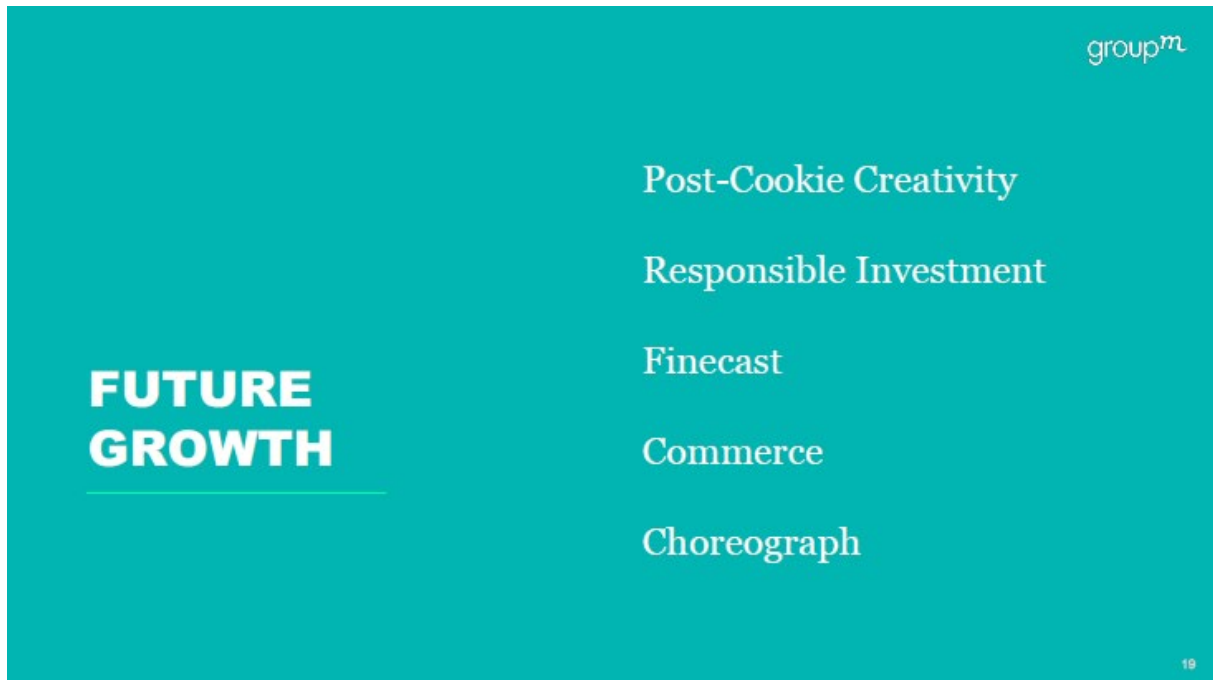 groupm
Post-Cookie Creativity
Responsible Investment
Finecast
FUTURE
GROWTH
Commerce
Choreograph
19